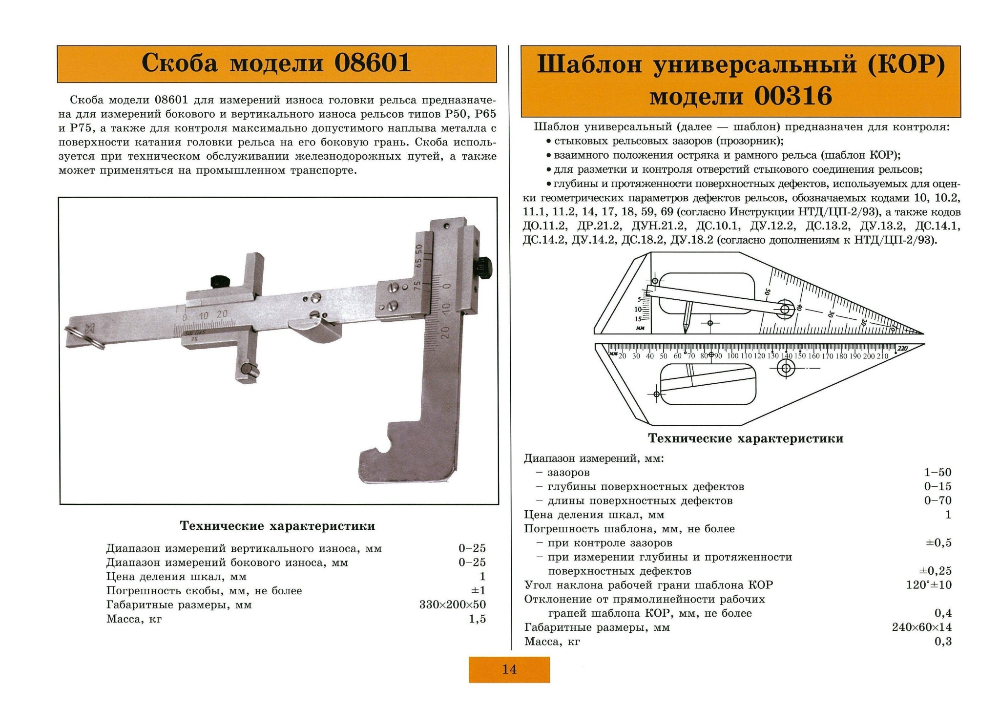 Скоба модели 08601
Скоба модели 08601 для измерений износа головки рельса предназначе-
на для измерений бокового и вертикального износа рельсов типов Р50, Р65
и Р75, а также для контроля максимально допустимого наплыва металла с
поверхности катания головки рельса на его боковую грань. Скоба исполь-
зуется при техническом обслуживании железнодорожных путей, а также
может применяться на промышленном транспорте.
0 10 20
75
75 65 50
0 10 20
Технические характеристики
Диапазон измерений вертикального износа, мм 0–25
Диапазон измерений бокового износа, мм 0–25
Цена деления шкал, мм 1
Погрешность скобы, мм, не более ±1
Габаритные размеры, мм 330×200×50
Масса, кг 1,5
Шаблон универсальный (КОР)
модели 00316
Шаблон универсальный (далее — шаблон) предназначен для контроля:
• стыковых рельсовых зазоров (прозорник);
• взаимного положения остряка и рамного рельса (шаблон КОР);
• для разметки и контроля отверстий стыкового соединения рельсов;
• глубины и протяженности поверхностных дефектов, используемых для оцен-
ки геометрических параметров дефектов рельсов, обозначаемых кодами 10, 10.2,
11.1, 11.2, 14, 17, 18, 59, 69 (согласно Инструкции НТД/ЦП-2/93), а также кодов
ДО.11.2, ДР.21.2, ДУН.21.2, ДС.10.1, ДУ.12.2, ДС.13.2, ДУ.13.2, ДС.14.1,
ДС.14.2, ДУ.14.2, ДС.18.2, ДУ.18.2 (согласно дополнениям к НТД/ЦП-2/93).
5
10
15
мм
50 40 30 20 10
мм 20 30 40 50 60 70 80 90 100 110 120 130 140 150 160 170 180 190 200 210 220
Технические характеристики
Диапазон измерений, мм:
– зазоров 1–50
– глубины поверхностных дефектов 0–15
– длины поверхностных дефектов 0–70
Цена деления шкал, мм 1
Погрешность шаблона, мм, не более
– при контроле зазоров ±0,5
– при измерении глубины и протяженности
поверхностных дефектов ±0,25
Угол наклона рабочей грани шаблона КОР 120°±10
Отклонение от прямолинейности рабочих
граней шаблона КОР, мм, не более 0,4
Габаритные размеры, мм 240×60×14
Масса, кг 0,3
14